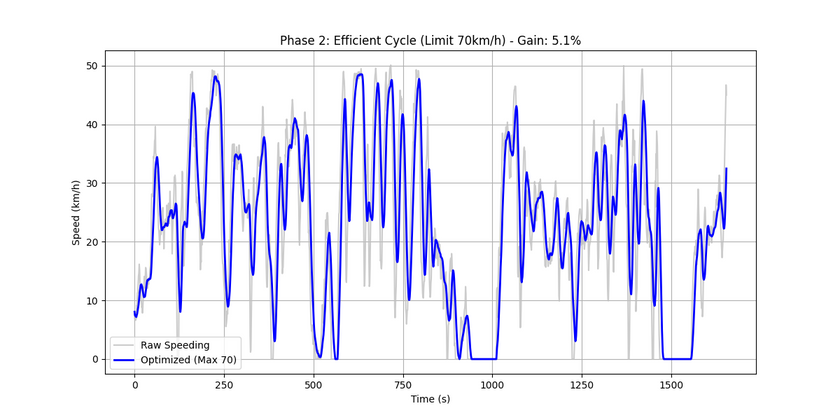 Phase 2: Efficient Cycle (Limit 70km/h) - Gain: 5.1%
Speed (km/h)
50
40
30
20
10
0
Raw Speeding
Optimized (Max 70)
0 250 500 750 1000 1250 1500
Time (s)